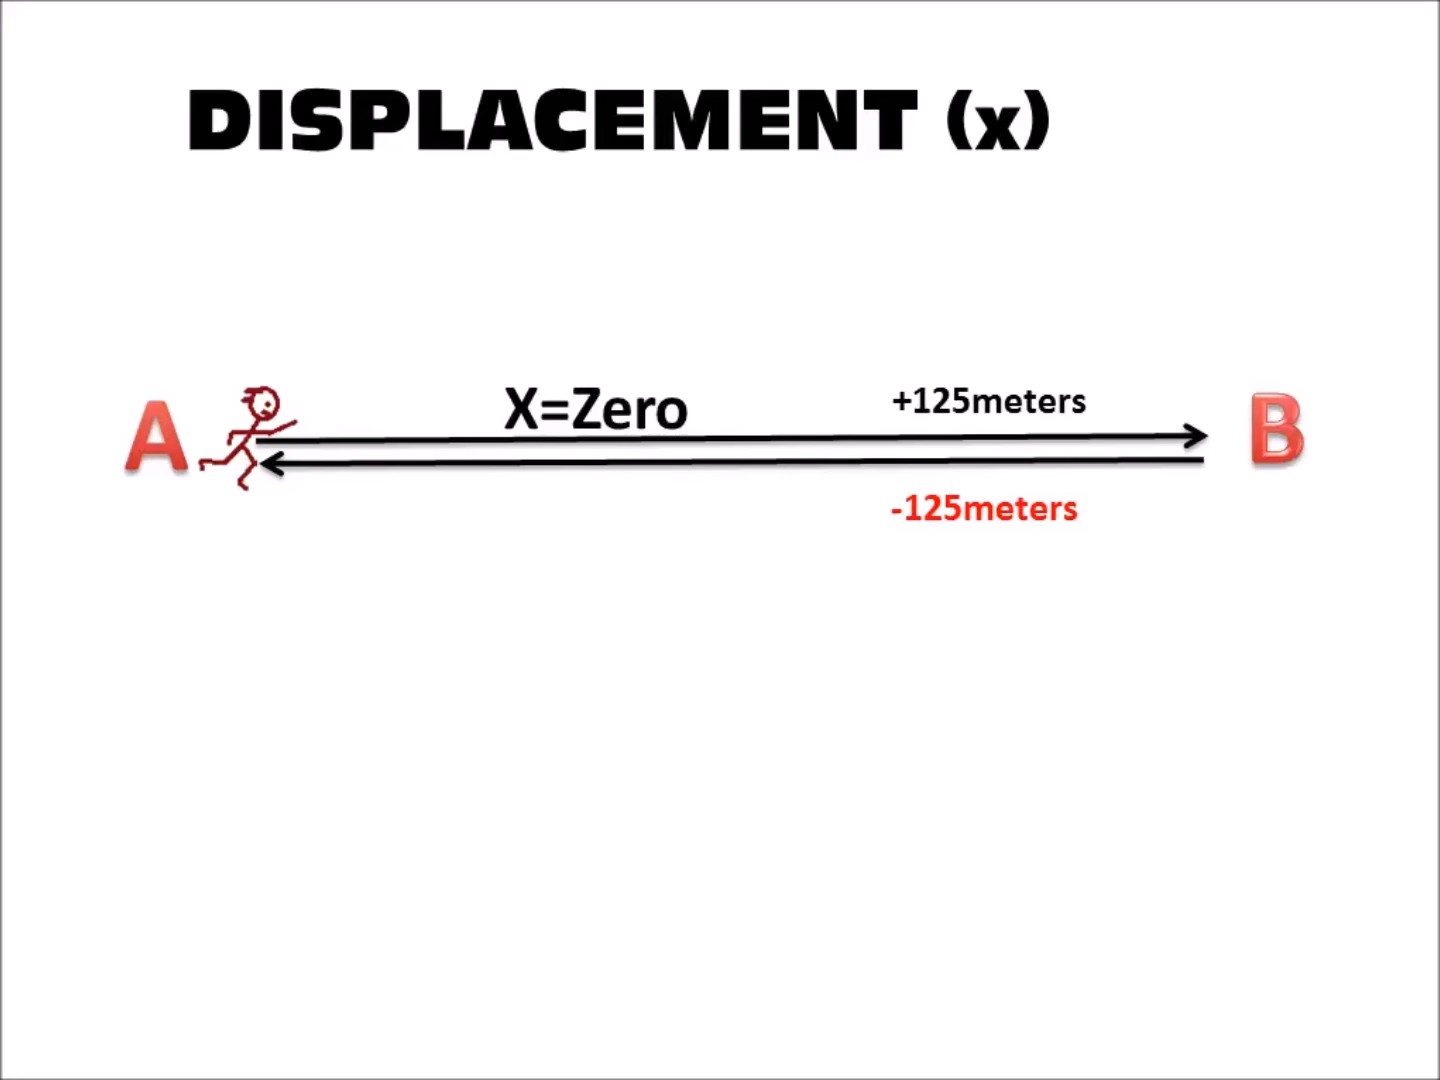 DISPLACEMENT (x)
X=Zero
+125meters
A
B
-125meters